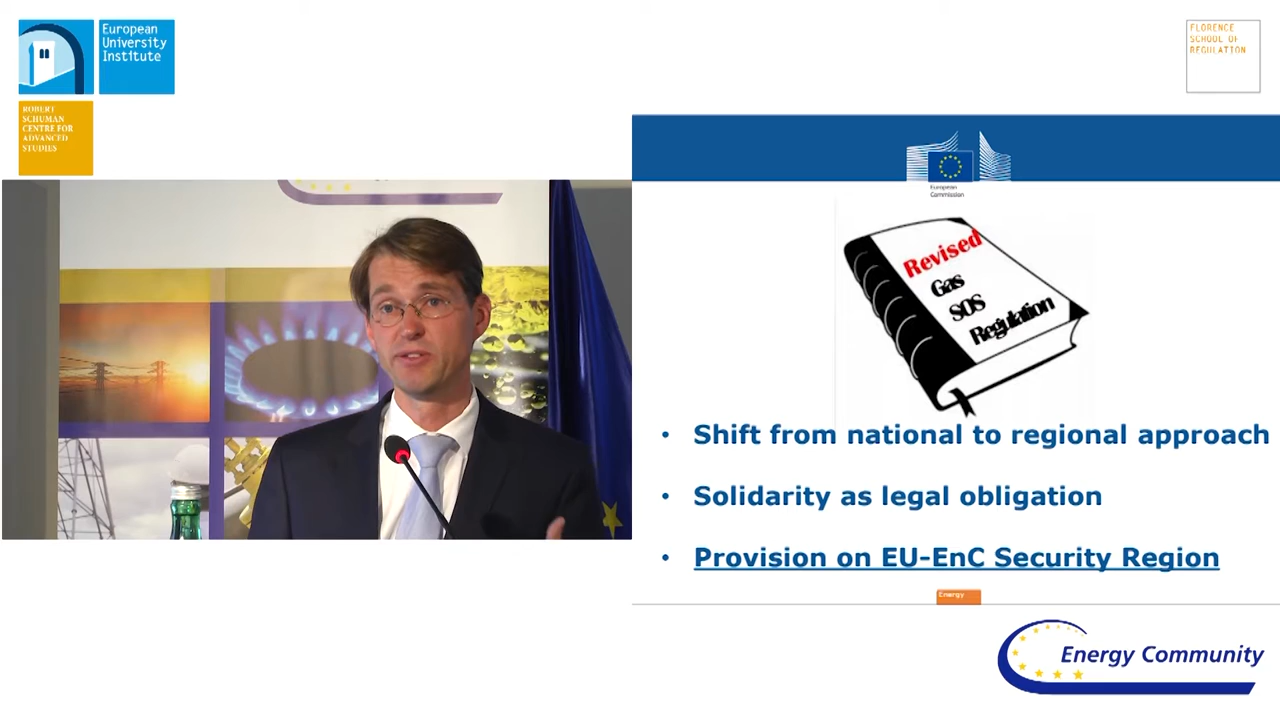 European
University
Institute
ROBERT
SCHUMAN
CENTRE FOR
ADVANCED
STUDIES
FLORENCE
SCHOOL OF
REGULATION
European
Commission
Revised
Gas
SOS
Regulation
• Shift from national to regional approach
• Solidarity as legal obligation
• Provision on EU-EnC Security Region
Energy
Energy Community